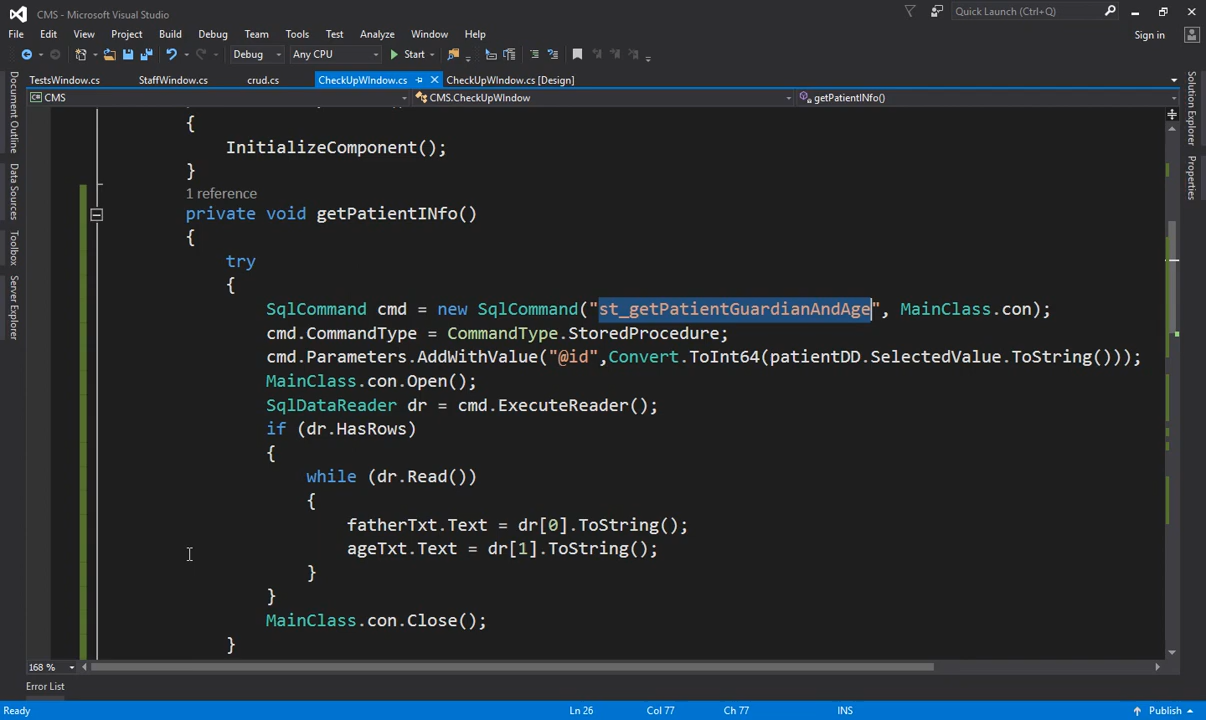 CMS - Microsoft Visual Studio
Quick Launch (Ctrl+Q)
File Edit View Project Build Debug Team Tools Test Analyze Window Help
Sign in
Debug Any CPU Start
TestsWindow.cs StaffWindow.cs crud.cs CheckUpWIndow.cs CheckUpWIndow.cs [Design]
CMS CMS.CheckUpWIndow getPatientINfo()
Document Outline
Data Sources
Toolbox
Server Explorer
Solution Explorer
Properties
{
InitializeComponent();
}
1 reference
private void getPatientINfo()
{
try
{
SqlCommand cmd = new SqlCommand("st_getPatientGuardianAndAge", MainClass.con);
cmd.CommandType = CommandType.StoredProcedure;
cmd.Parameters.AddWithValue("@id",Convert.ToInt64(patientDD.SelectedValue.ToString()));
MainClass.con.Open();
SqlDataReader dr = cmd.ExecuteReader();
if (dr.HasRows)
{
while (dr.Read())
{
fatherTxt.Text = dr[0].ToString();
ageTxt.Text = dr[1].ToString();
}
}
MainClass.con.Close();
}
168 %
Error List
Ready Ln 26 Col 77 Ch 77 INS Publish